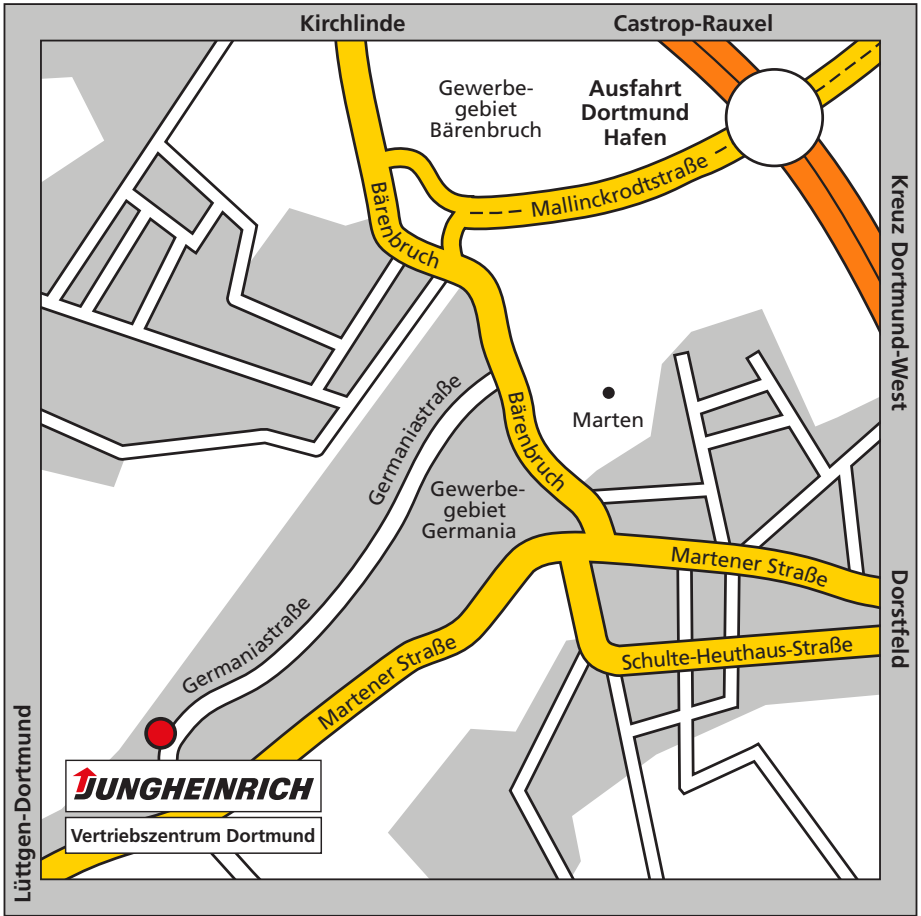 Kirchlinde
Castrop-Rauxel
Gewerbe-
gebiet
Bärenbruch
Ausfahrt
Dortmund
Hafen
Mallinckrodtstraße
Bärenbruch
Kreuz Dortmund-West
Germaniastraße
Bärenbruch
Marten
Gewerbe-
gebiet
Germania
Martener Straße
Dorstfeld
Germaniastraße
Martener Straße
Schulte-Heuthaus-Straße
Lüttgen-Dortmund
JUNGHEINRICH
Vertriebszentrum Dortmund